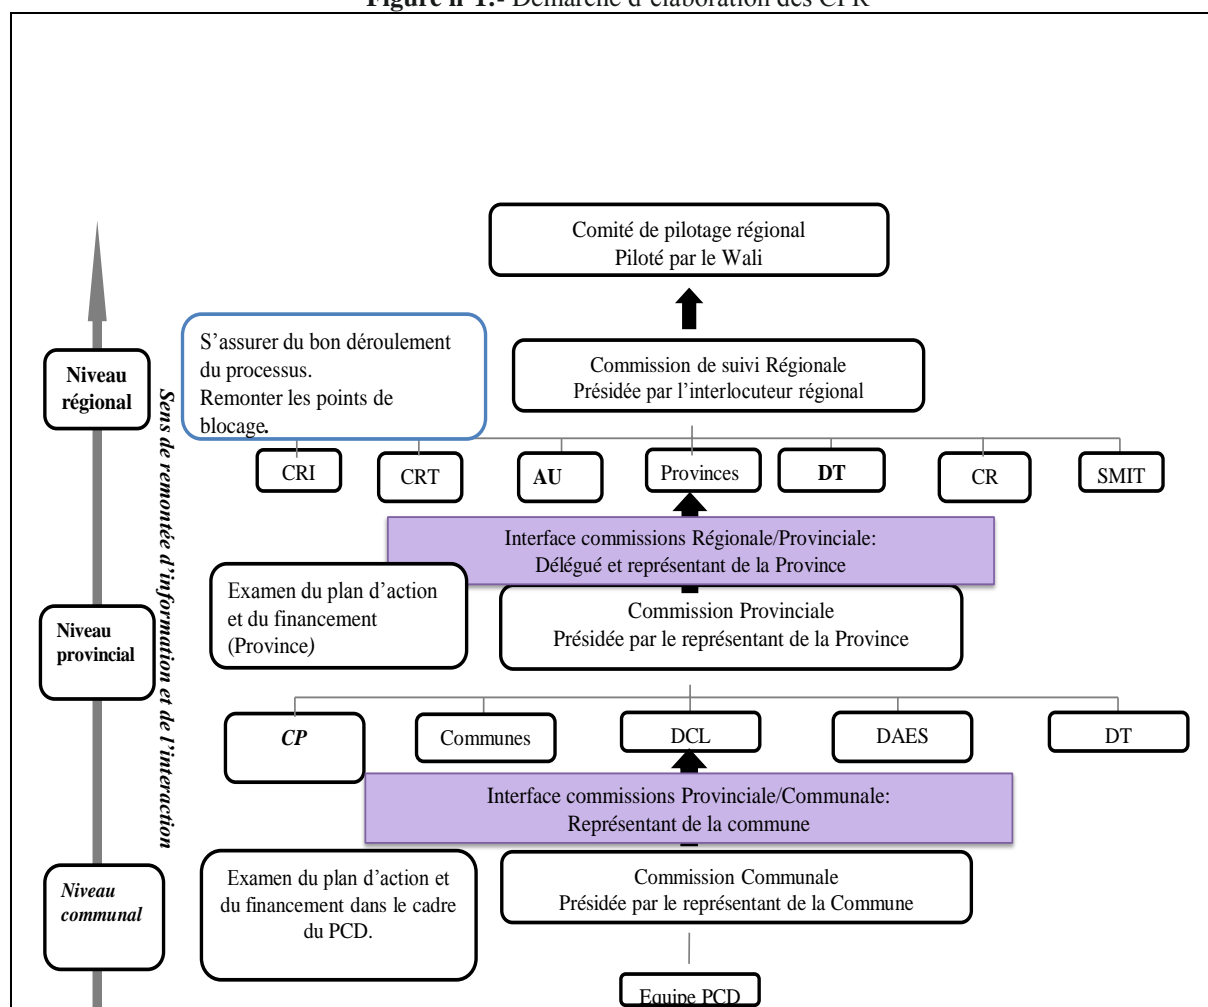 Figure n°1.- Démarche d'élaboration des CPR
Comité de pilotage régional
Piloté par le Wali
S'assurer du bon déroulement
du processus.
Remonter les points de
blocage.
Commission de suivi Régionale
Présidée par l'interlocuteur régional
Niveau
régional
Sens de remontée d'information et de l'interaction
CRI
CRT
AU
Provinces
DT
CR
SMIT
Interface commissions Régionale/Provinciale:
Délégué et représentant de la Province
Examen du plan d'action
et du financement
(Province)
Commission Provinciale
Présidée par le représentant de la Province
Niveau
provincial
CP
Communes
DCL
DAES
DT
Interface commissions Provinciale/Communale:
Représentant de la commune
Examen du plan d'action et
du financement dans le cadre
du PCD.
Commission Communale
Présidée par le représentant de la Commune
Niveau
communal
Equipe PCD